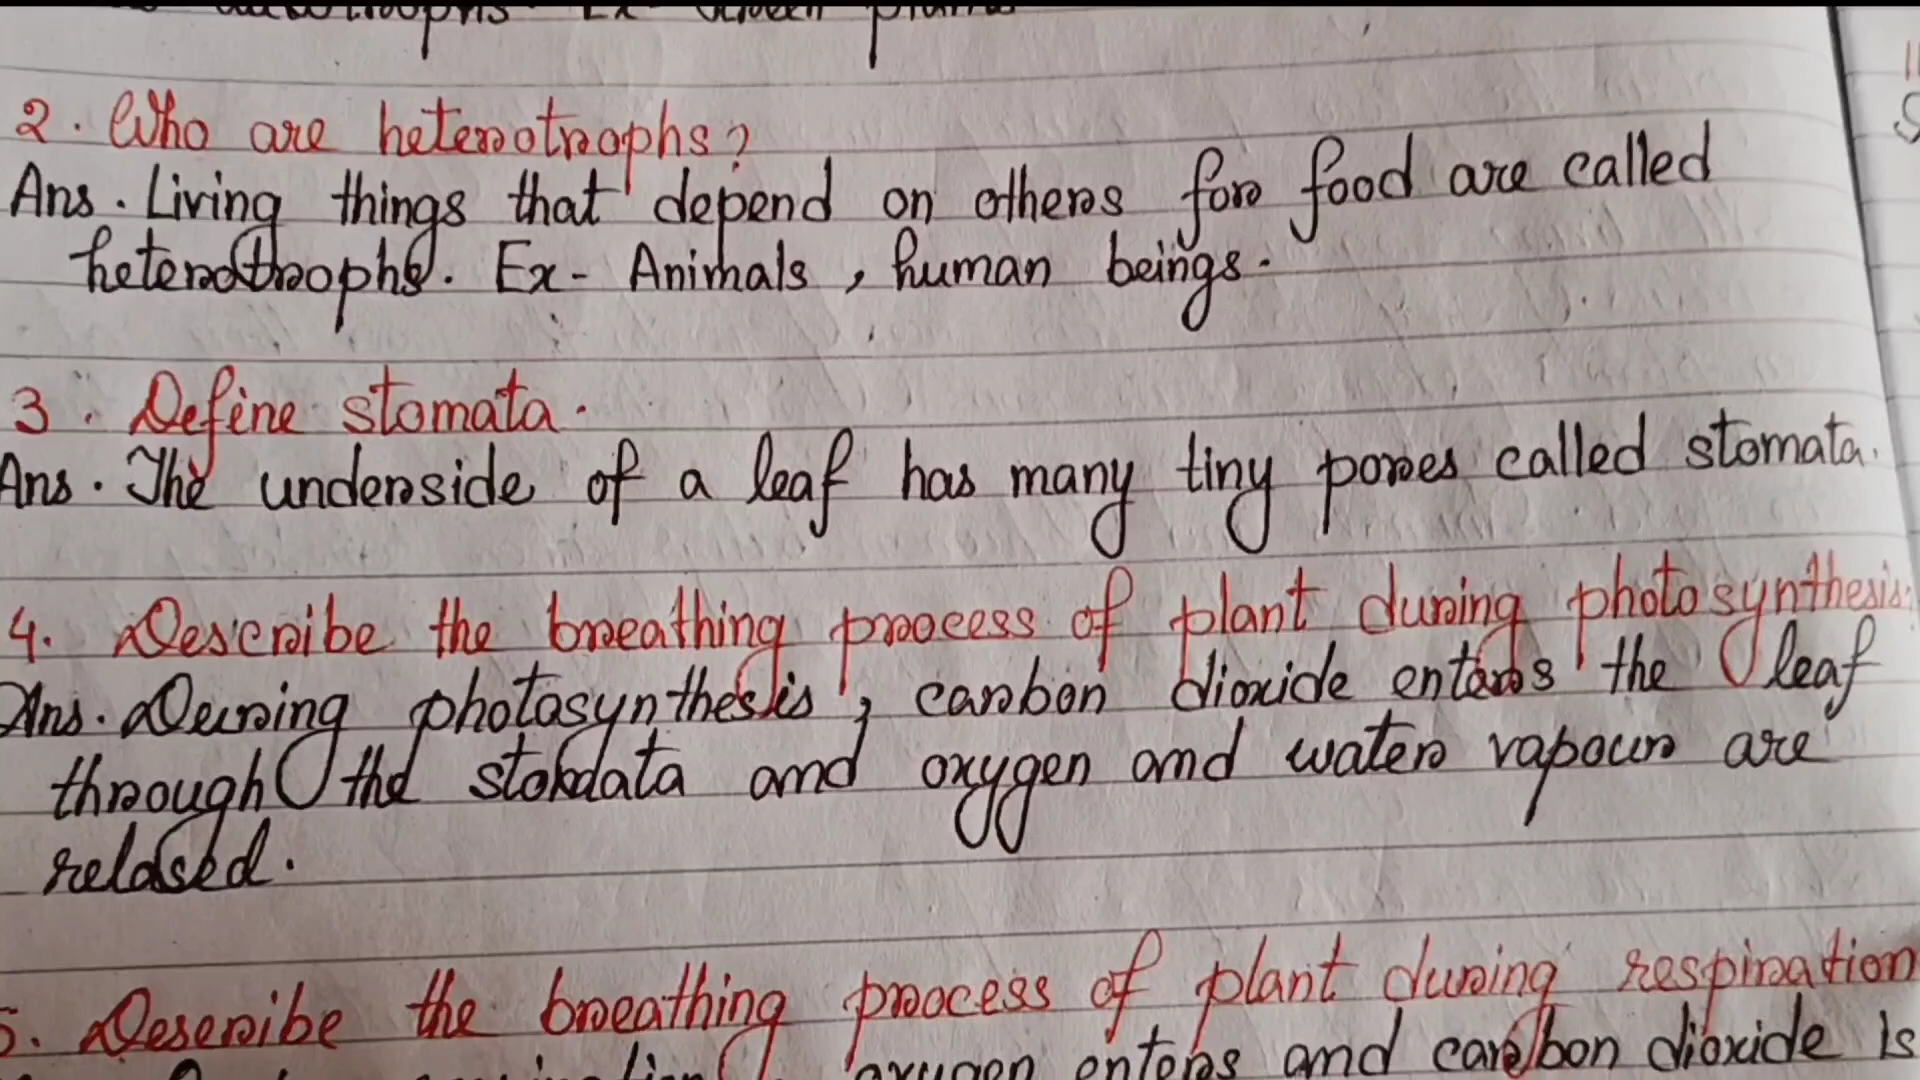 autotrophs. Ex- Green plants
2. Who are heterotrophs?
Ans. Living things that depend on others for food are called
heterotrophs. Ex- Animals, human beings.
3. Define stomata.
Ans. The underside of a leaf has many tiny pores called stomata.
4. Describe the breathing process of plant during photosynthesis.
Ans. During photosynthesis, carbon dioxide enters the leaf
through the stomata and oxygen and water vapour are
released.
5. Describe the breathing process of plant during respiration
oxygen enters and carbon dioxide is